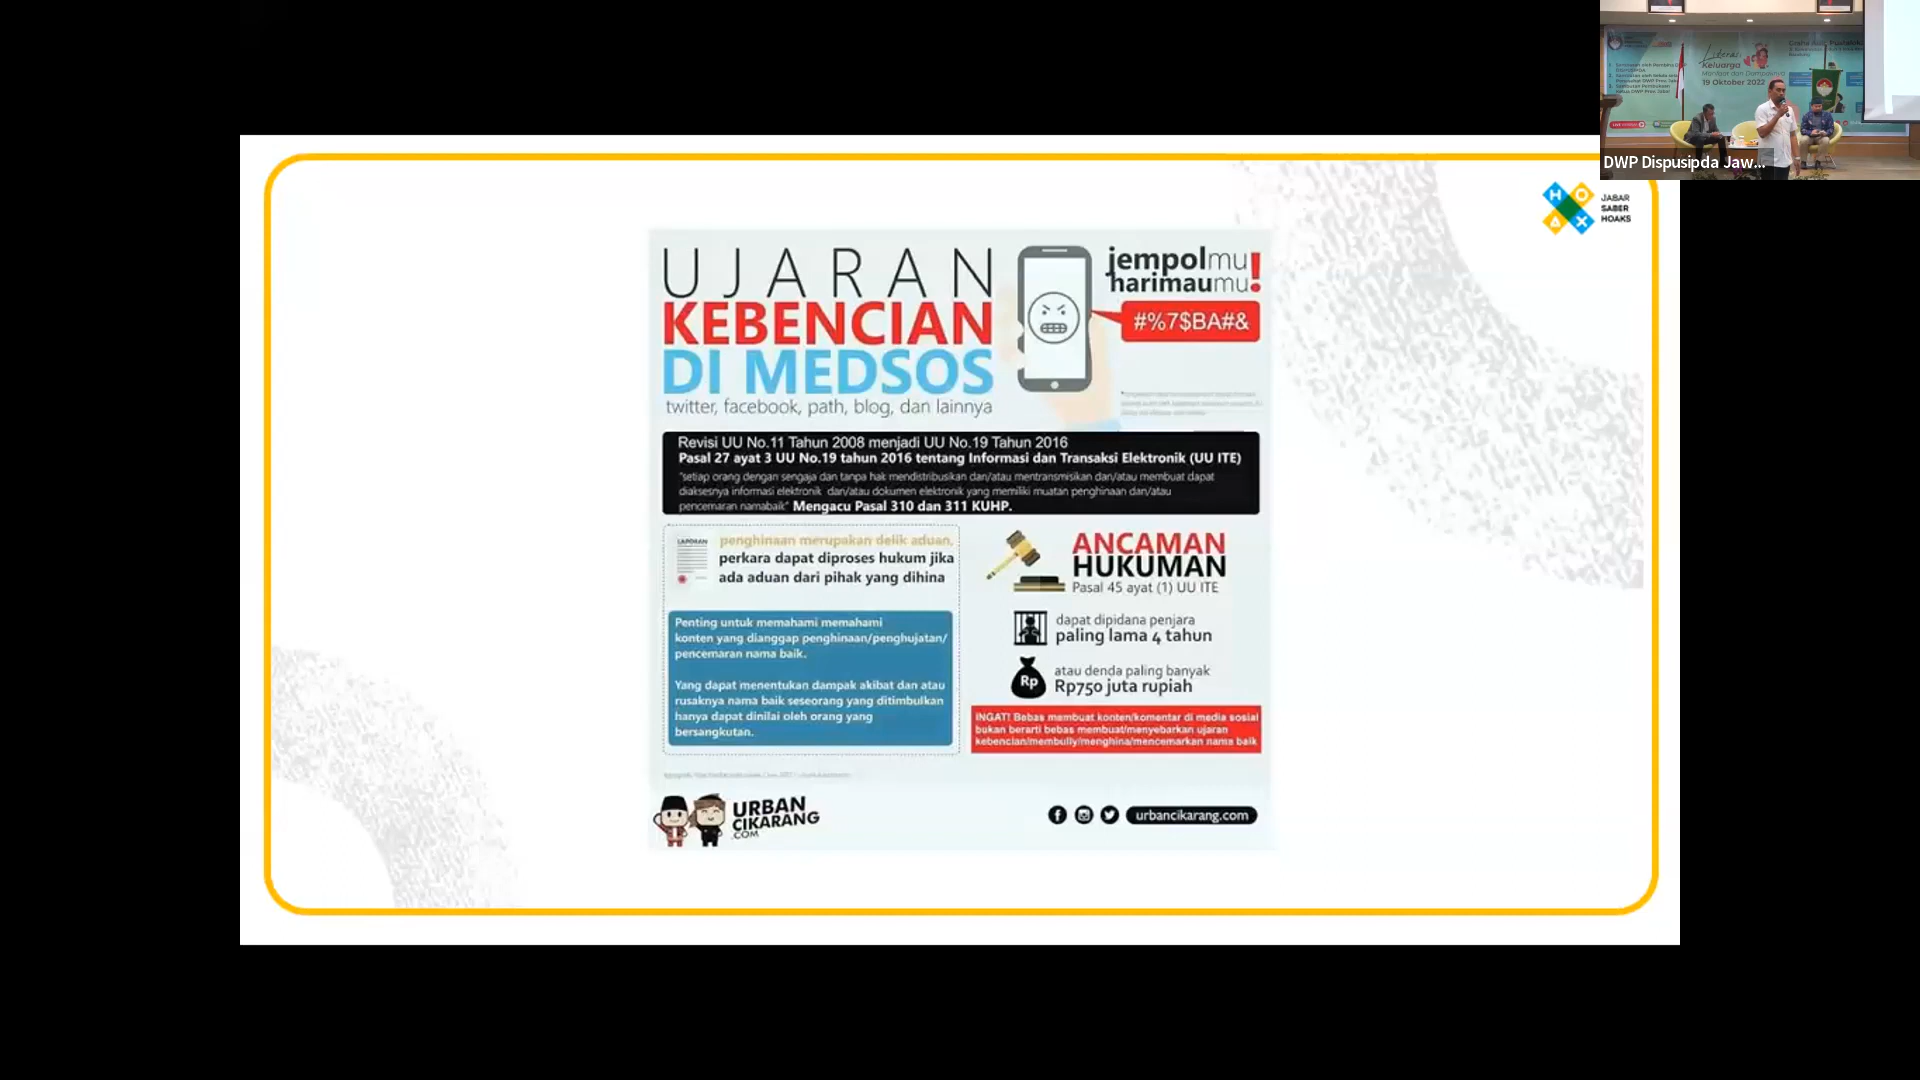 UJARAN
KEBENCIAN
DI MEDSOS
twitter, facebook, path, blog, dan lainnya
jempolmu
harimaumu!
#%7$BA#&
Revisi UU No.11 Tahun 2008 menjadi UU No.19 Tahun 2016
Pasal 27 ayat 3 UU No.19 tahun 2016 tentang Informasi dan Transaksi Elektronik (UU ITE)
"setiap orang dengan sengaja dan tanpa hak mendistribusikan dan/atau mentransmisikan dan/atau membuat dapat
diaksesnya informasi elektronik dan/atau dokumen elektronik yang memiliki muatan penghinaan dan/atau
pencemaran namabaik" Mengacu Pasal 310 dan 311 KUHP.
LAPORAN
penghinaan merupakan delik aduan,
perkara dapat diproses hukum jika
ada aduan dari pihak yang dihina
Penting untuk memahami memahami
konten yang dianggap penghinaan/penghujatan/
pencemaran nama baik.
Yang dapat menentukan dampak akibat dan atau
rusaknya nama baik seseorang yang ditimbulkan
hanya dapat dinilai oleh orang yang
bersangkutan.
ANCAMAN
HUKUMAN
Pasal 45 ayat (1) UU ITE
dapat dipidana penjara
paling lama 4 tahun
Rp
atau denda paling banyak
Rp750 juta rupiah
INGAT! Bebas membuat konten/komentar di media sosial
bukan berarti bebas membuat/menyebarkan ujaran
kebencian/membully/menghina/mencemarkan nama baik
URBAN
CIKARANG
.COM
urbancikarang.com
HOAX
JABAR
SABER
HOAKS
Literasi
Keluarga
Manfaat dan Dampaknya
19 Oktober 2022
DWP Dispusipda Jaw...